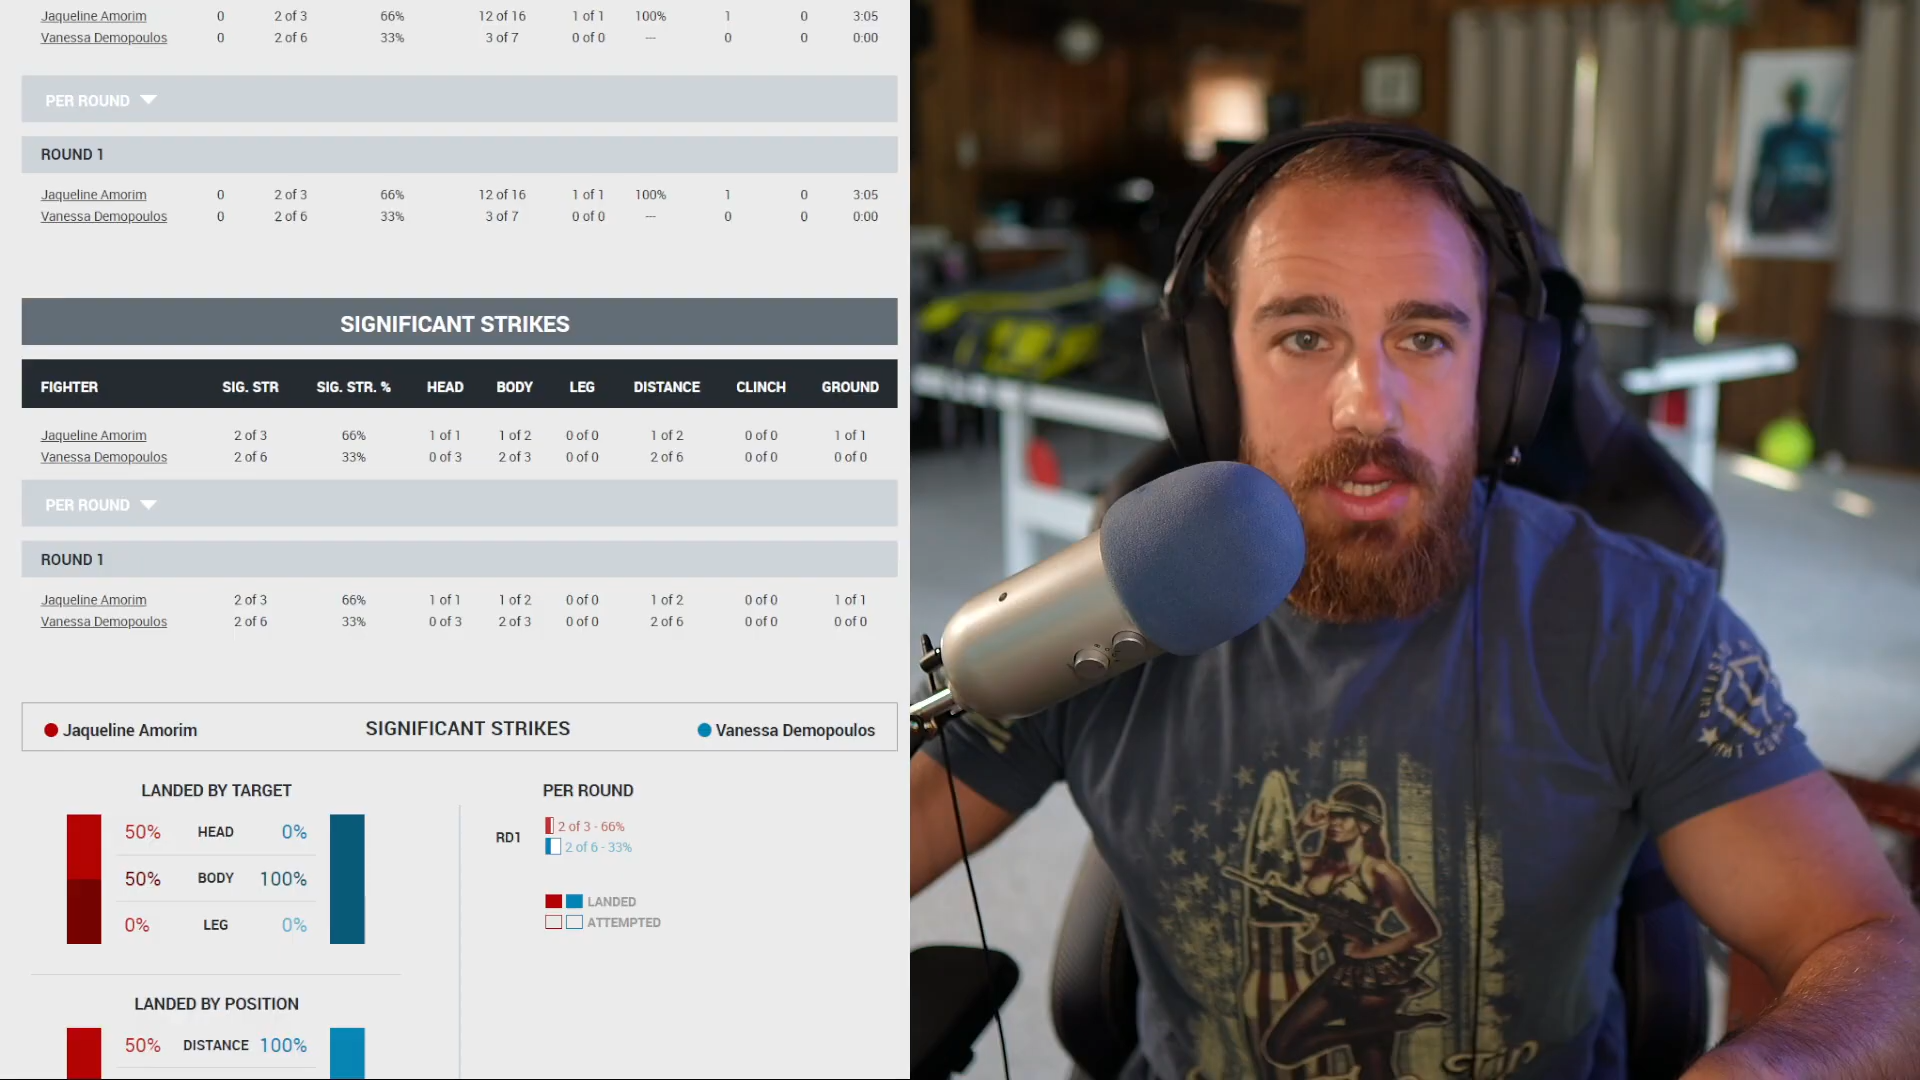 Jaqueline Amorim 0 2 of 3 66% 12 of 16 1 of 1 100% 1 0 3:05
Vanessa Demopoulos 0 2 of 6 33% 3 of 7 0 of 0 --- 0 0 0:00
PER ROUND
ROUND 1
Jaqueline Amorim 0 2 of 3 66% 12 of 16 1 of 1 100% 1 0 3:05
Vanessa Demopoulos 0 2 of 6 33% 3 of 7 0 of 0 --- 0 0 0:00
SIGNIFICANT STRIKES
FIGHTER SIG. STR SIG. STR. % HEAD BODY LEG DISTANCE CLINCH GROUND
Jaqueline Amorim 2 of 3 66% 1 of 1 1 of 2 0 of 0 1 of 2 0 of 0 1 of 1
Vanessa Demopoulos 2 of 6 33% 0 of 3 2 of 3 0 of 0 2 of 6 0 of 0 0 of 0
PER ROUND
ROUND 1
Jaqueline Amorim 2 of 3 66% 1 of 1 1 of 2 0 of 0 1 of 2 0 of 0 1 of 1
Vanessa Demopoulos 2 of 6 33% 0 of 3 2 of 3 0 of 0 2 of 6 0 of 0 0 of 0
Jaqueline Amorim SIGNIFICANT STRIKES Vanessa Demopoulos
LANDED BY TARGET
50% HEAD 0%
50% BODY 100%
0% LEG 0%
LANDED BY POSITION
50% DISTANCE 100%
PER ROUND
RD1
2 of 3 - 66%
2 of 6 - 33%
LANDED
ATTEMPTED